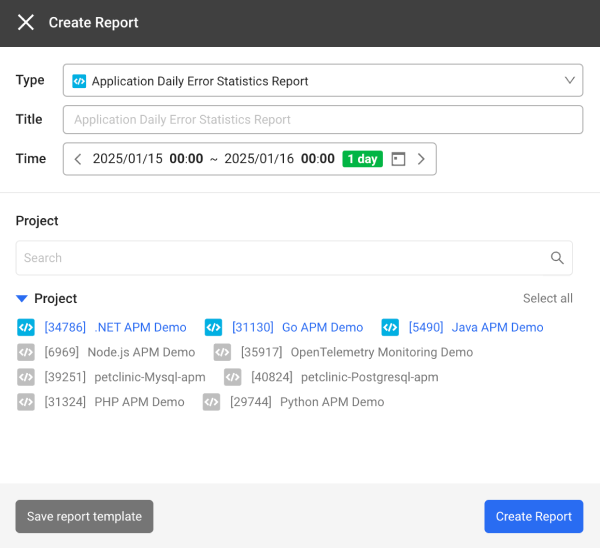 Create Report
Type Application Daily Error Statistics Report
Title Application Daily Error Statistics Report
Time 2025/01/15 00:00 ~ 2025/01/16 00:00 1 day
Project
Search
Project Select all
[34786] .NET APM Demo [31130] Go APM Demo [5490] Java APM Demo
[6969] Node.js APM Demo [35917] OpenTelemetry Monitoring Demo
[39251] petclinic-Mysql-apm [40824] petclinic-Postgresql-apm
[31324] PHP APM Demo [29744] Python APM Demo
Save report template Create Report